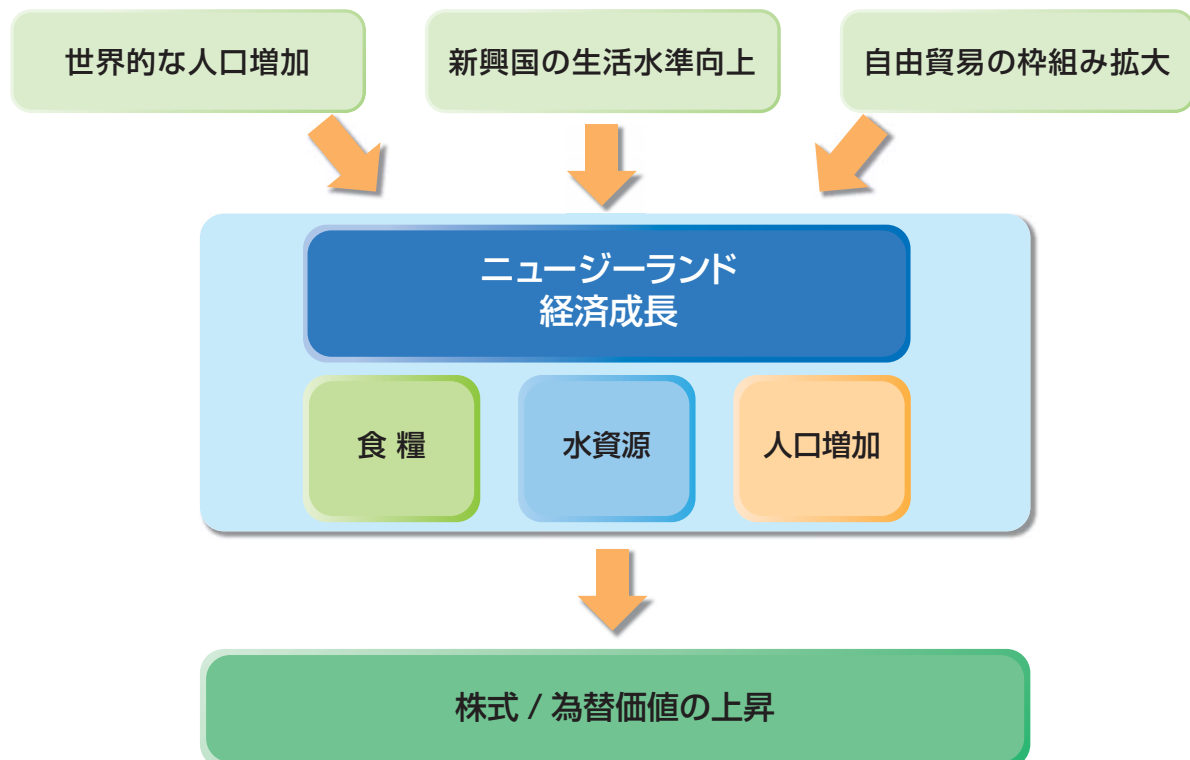 世界的な人口増加
新興国の生活水準向上
自由貿易の枠組み拡大
ニュージーランド
経済成長
食 糧
水資源
人口増加
株式 / 為替価値の上昇